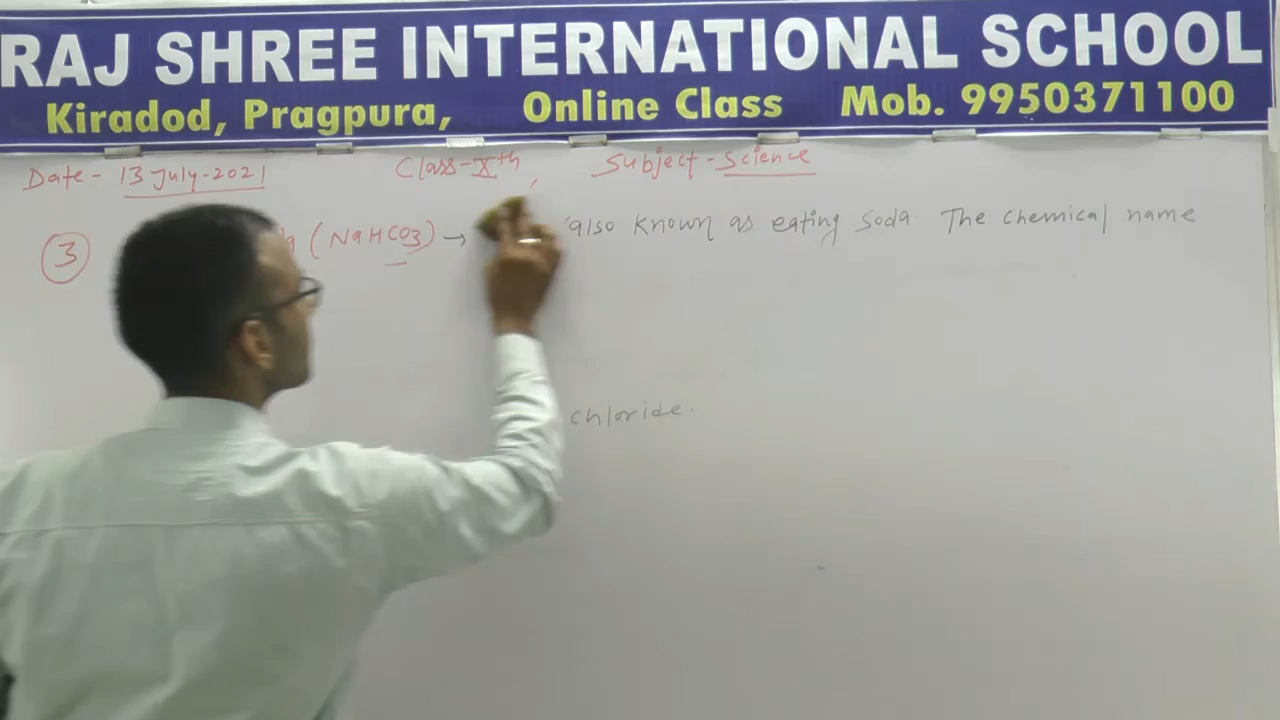 RAJ SHREE INTERNATIONAL SCHOOL
Kiradod, Pragpura, Online Class Mob. 9950371100
Date - 13 July-2021 Class-Xth, Subject-Science
3 (NaHCO3) → also known as eating soda. The chemical name
chloride.